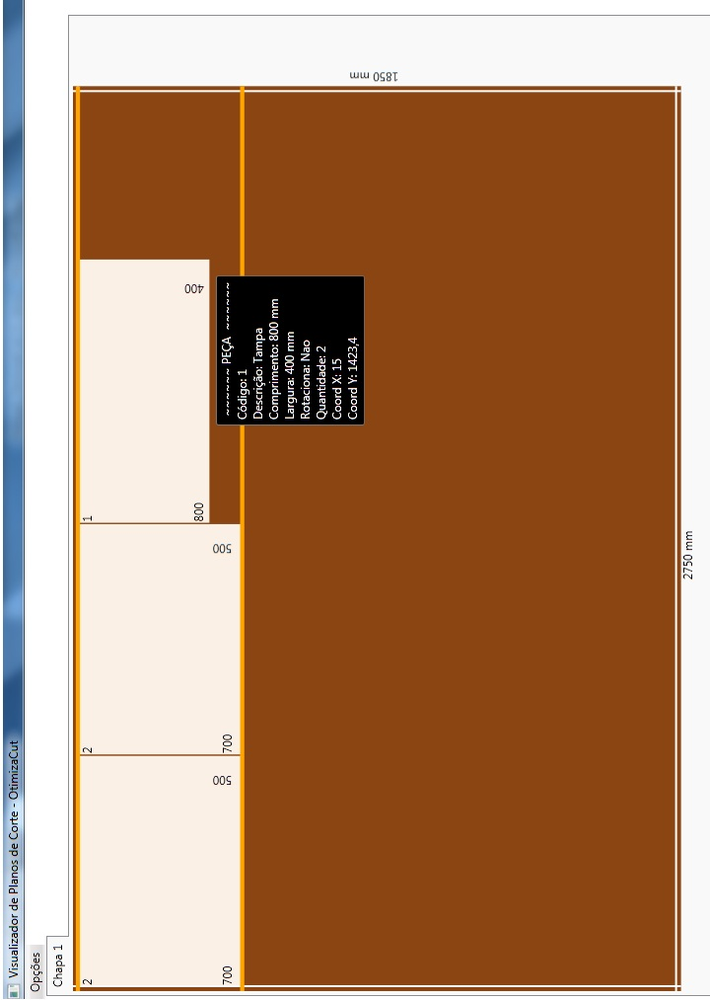 Visualizador de Planos de Corte - OtimizaCut
Opções
Chapa 1
1850 mm
2 700 500
2 700 500
1 800 400
~~~~~~ PEÇA ~~~~~~
Código: 1
Descrição: Tampa
Comprimento: 800 mm
Largura: 400 mm
Rotaciona: Nao
Quantidade: 2
Coord X: 15
Coord Y: 1423,4
2750 mm